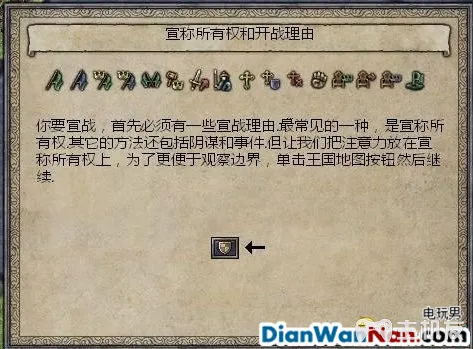 宣称所有权和开战理由
你要宣战，首先必须有一些宣战理由.最常见的一种，是宣称所
有权.其它的方法还包括阴谋和事件.但让我们把注意力放在宣
称所有权上，为了更便于观察边界，单击王国地图按钮然后继
续.
电玩男
DianWanNan.com